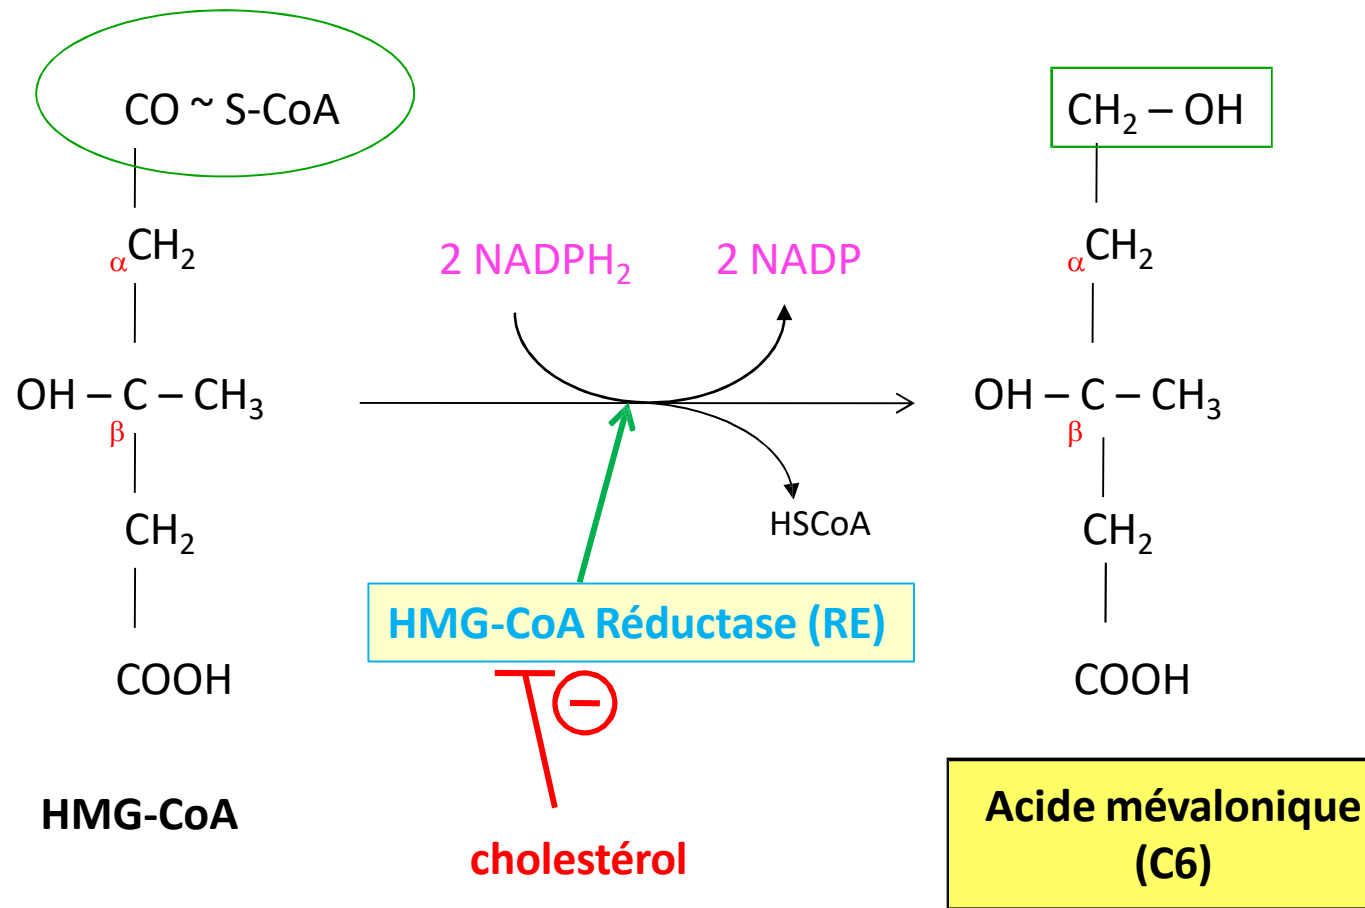 CO ~ S-CoA
αCH₂
OH – C – CH₃
β
CH₂
COOH
HMG-CoA
2 NADPH₂
2 NADP
HSCoA
HMG-CoA Réductase (RE)
–
cholestérol
CH₂ – OH
αCH₂
OH – C – CH₃
β
CH₂
COOH
Acide mévalonique
(C6)